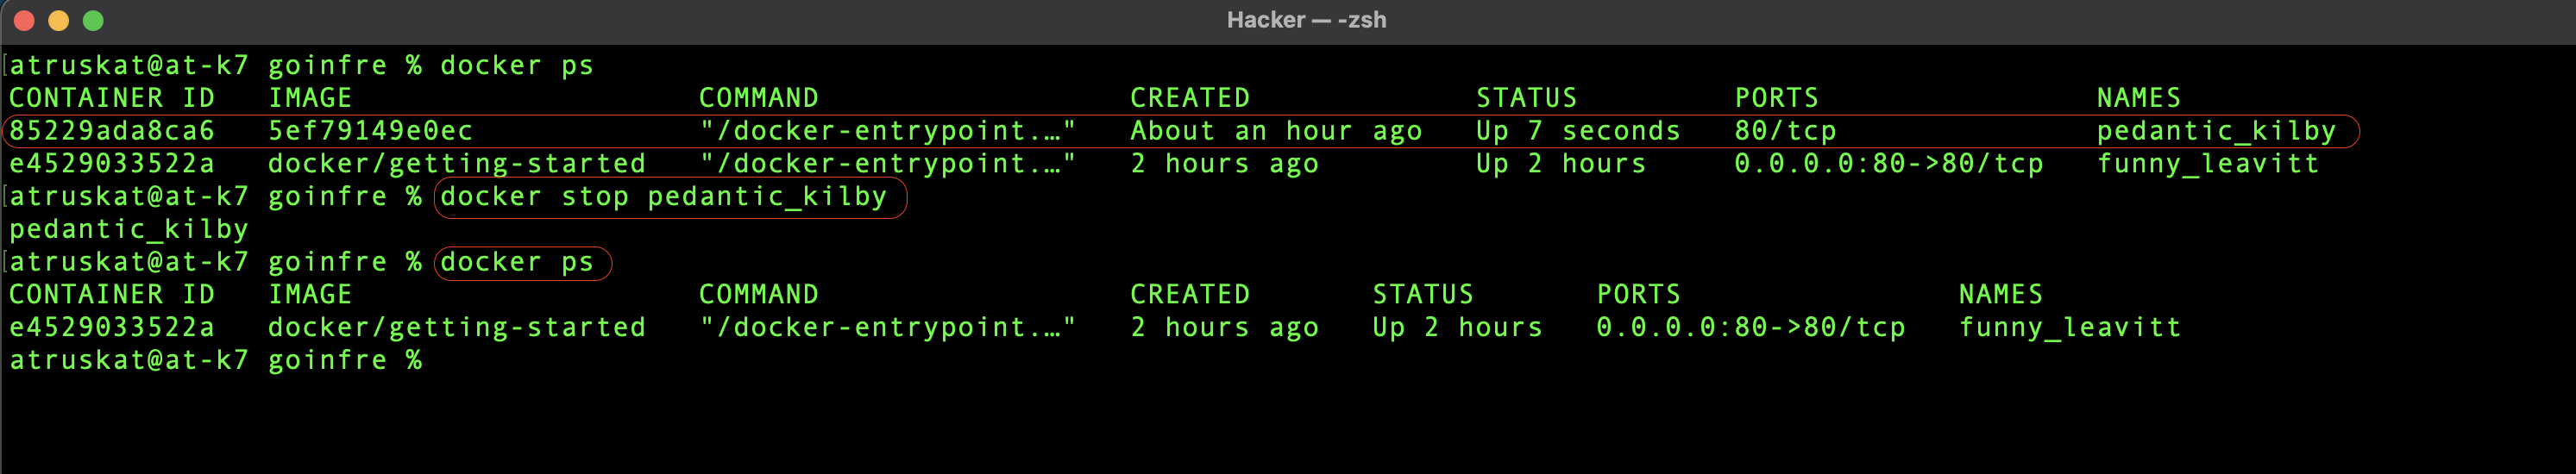 Hacker — -zsh
[atruskat@at-k7 goinfre % docker ps
CONTAINER ID   IMAGE                    COMMAND                  CREATED             STATUS         PORTS                NAMES
85229ada8ca6   5ef79149e0ec             "/docker-entrypoint.…"   About an hour ago   Up 7 seconds   80/tcp               pedantic_kilby
e4529033522a   docker/getting-started   "/docker-entrypoint.…"   2 hours ago         Up 2 hours     0.0.0.0:80->80/tcp   funny_leavitt
[atruskat@at-k7 goinfre % docker stop pedantic_kilby
pedantic_kilby
[atruskat@at-k7 goinfre % docker ps
CONTAINER ID   IMAGE                    COMMAND                  CREATED       STATUS       PORTS                NAMES
e4529033522a   docker/getting-started   "/docker-entrypoint.…"   2 hours ago   Up 2 hours   0.0.0.0:80->80/tcp   funny_leavitt
atruskat@at-k7 goinfre %